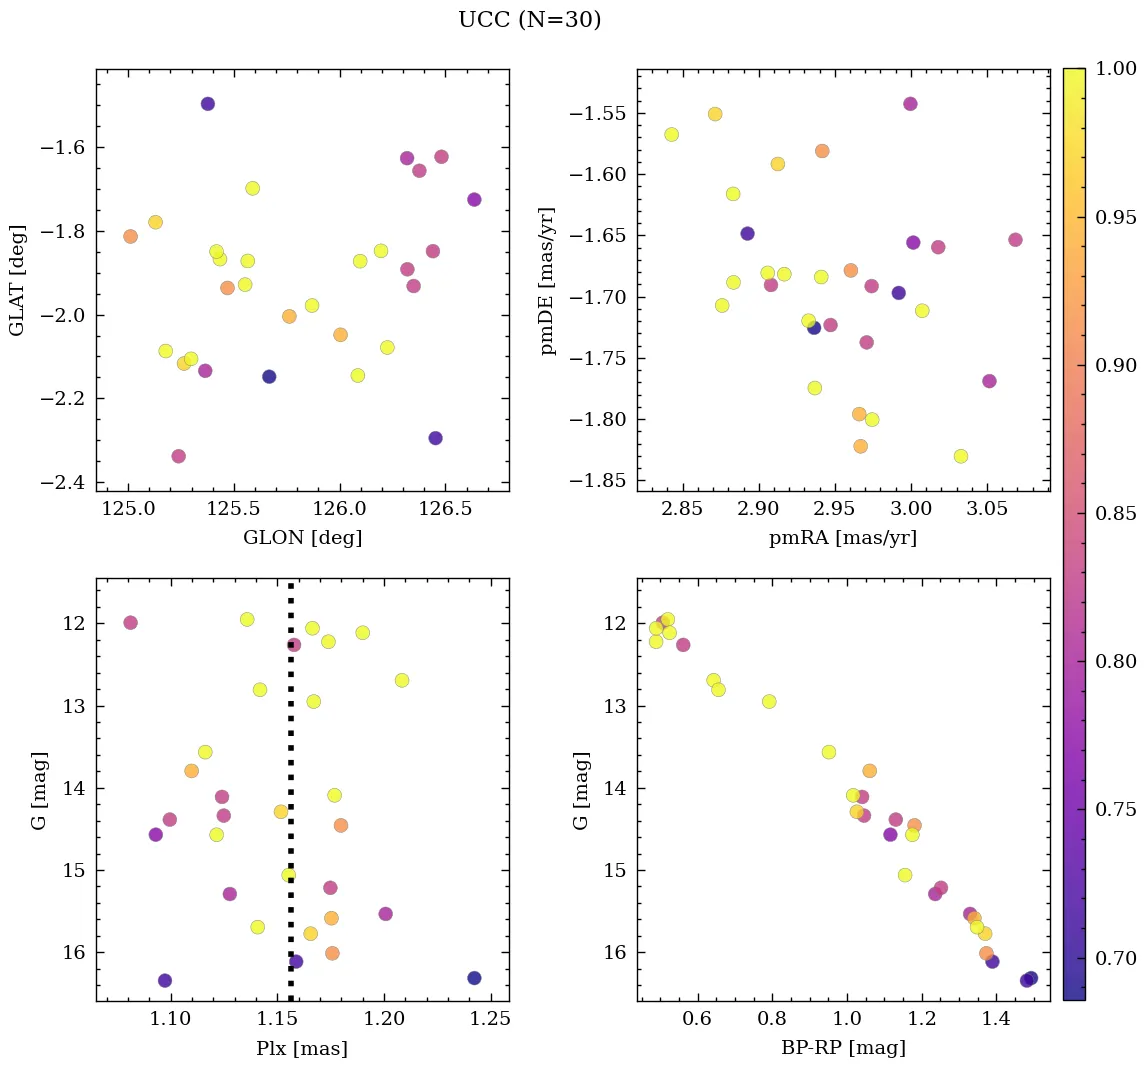 UCC (N=30)
−1.6
−1.8
−2.0
−2.2
−2.4
GLAT [deg]
125.0 125.5 126.0 126.5
GLON [deg]
−1.55
−1.60
−1.65
−1.70
−1.75
−1.80
−1.85
pmDE [mas/yr]
2.85 2.90 2.95 3.00 3.05
pmRA [mas/yr]
1.00
0.95
0.90
0.85
0.80
0.75
0.70
12
13
14
15
16
G [mag]
1.10 1.15 1.20 1.25
Plx [mas]
12
13
14
15
16
G [mag]
0.6 0.8 1.0 1.2 1.4
BP-RP [mag]